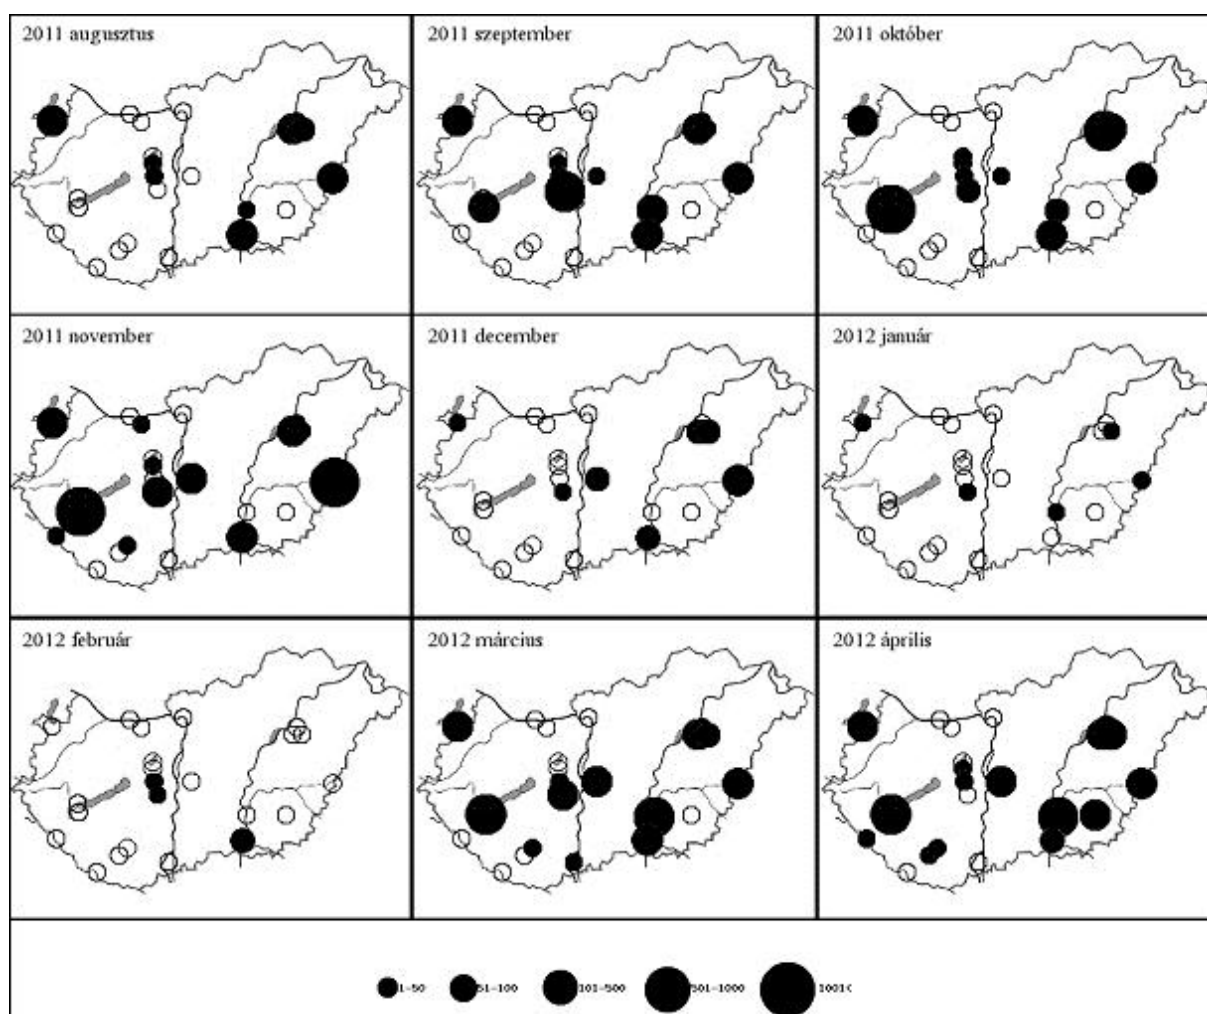 2011 augusztus
2011 szeptember
2011 október
2011 november
2011 december
2012 január
2012 február
2012 március
2012 április
1-50
51-100
101-500
501-1000
1001<